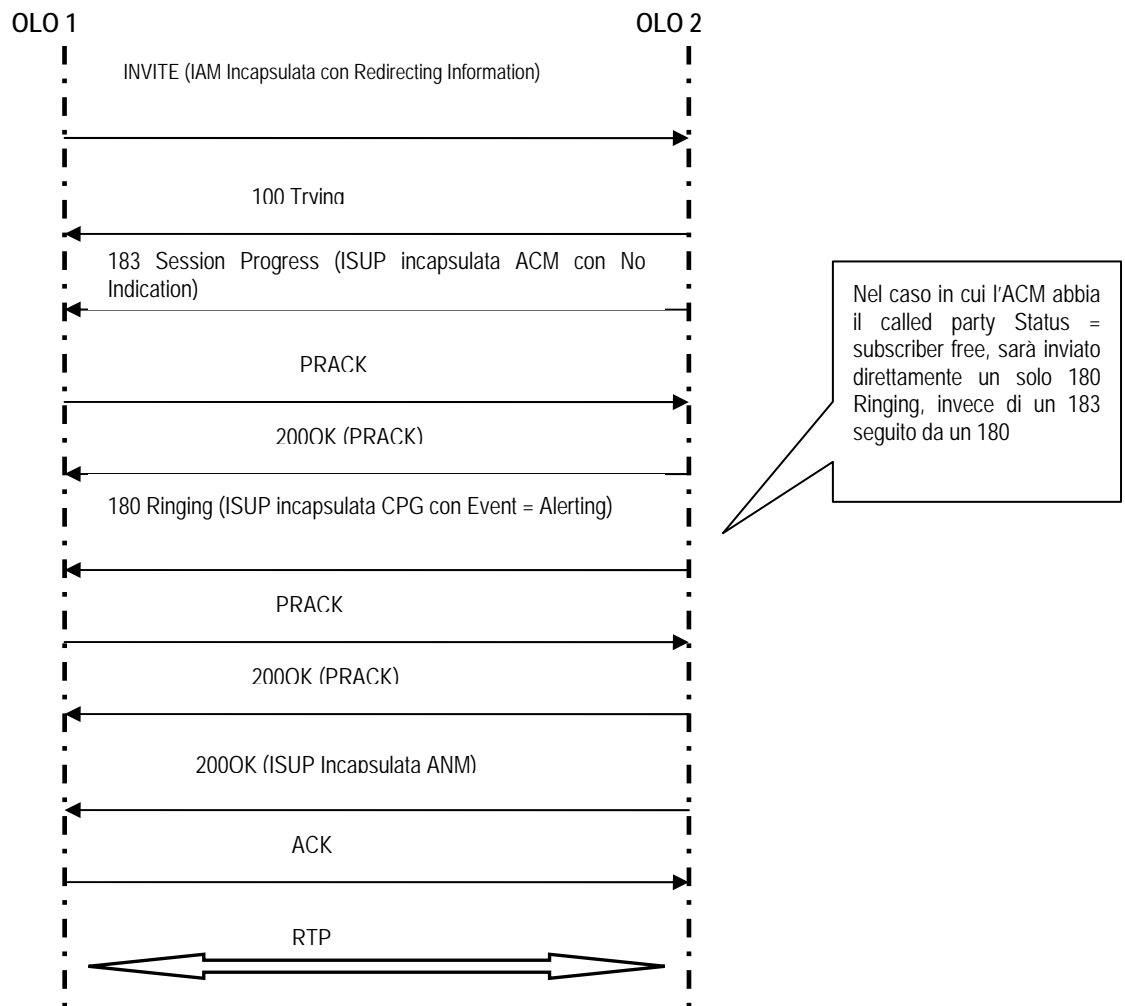 OLO 1
OLO 2
INVITE (IAM Incapsulata con Redirecting Information)
100 Trying
183 Session Progress (ISUP incapsulata ACM con No
Indication)
PRACK
200OK (PRACK)
180 Ringing (ISUP incapsulata CPG con Event = Alerting)
PRACK
200OK (PRACK)
200OK (ISUP Incapsulata ANM)
ACK
RTP
Nel caso in cui l'ACM abbia
il called party Status =
subscriber free, sarà inviato
direttamente un solo 180
Ringing, invece di un 183
seguito da un 180